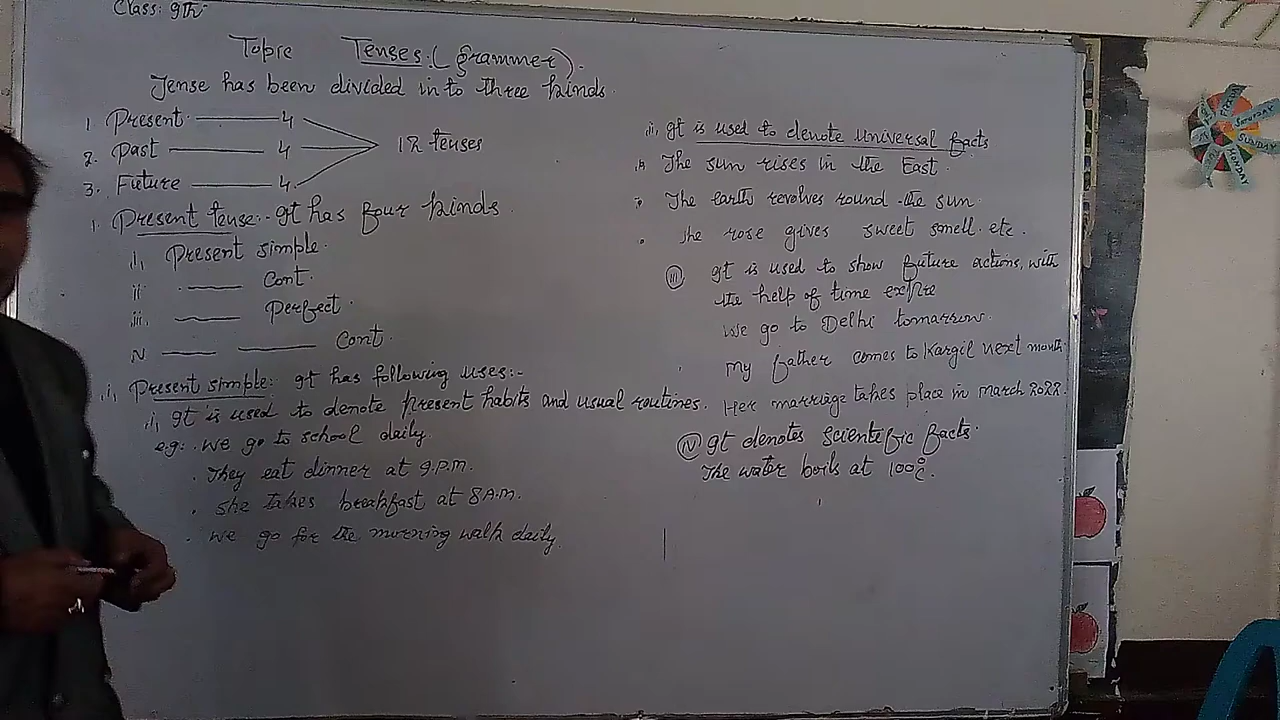 Class: 9th
Topic Tenses: (grammer).
Tense has been divided in to three kinds.
1 Present. 4
2. Past 4
3. Future 4.
12 tenses
1. Present tense:- It has four kinds.
i, Present simple.
ii Cont.
iii. Perfect.
iv Cont.
i, Present simple: It has following uses:-
i, It is used to denote present habits and usual routines.
eg: . We go to school daily.
. They eat dinner at 9.P.M.
. She takes breakfast at 8 A.M.
. We go for the morning walk daily.
ii, It is used to denote universal facts
The sun rises in the East.
The earth revolves round the sun.
. The rose gives sweet smell. etc.
iii It is used to show future actions, with
the help of time
We go to Delhi tomarrow.
. My father comes to Kargil next month
. Her marriage takes place in march 2022.
iv It denotes scientific facts.
The water boils at 100°C.
SUNDAY
MONDAY